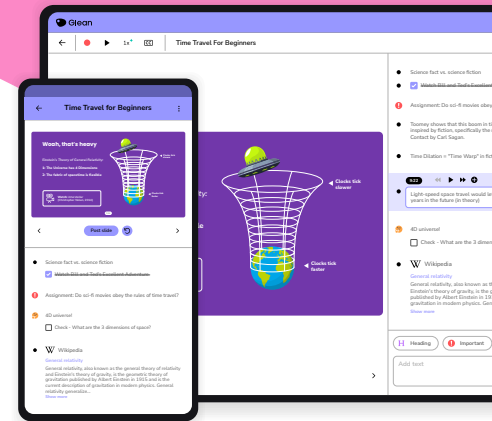 Glean
1x
Time Travel For Beginners
Science fact vs. science fiction
Watch Bill and Ted's Excellent
Assignment: Do sci-fi movies obey
Toomey shows that this beam in
inspired by fiction, specifically the
Contact by Carl Sagan.
Time Dilation = "Time Warp" in
5:22
Light-speed space travel would
years in the future (in theory)
4D universe!
Check - What are the 3
W Wikipedia
General relativity
General relativity, also known as
Einstein's theory of gravity, is the
published by Albert Einstein in
gravitation in modern physics.
Show more
Heading
Important
Add text
Clocks tick
slower
Clocks tick
faster
Time Travel for Beginners
Woah, that's heavy
Einstein's Theory of General Relativity:
1: The Universe has 4 Dimensions
2: The fabric of spacetime is flexible
Clocks tick
slower
Clocks tick
faster
Past slide
Science fact vs. science fiction
Watch Bill and Ted's Excellent Adventure
Assignment: Do sci-fi movies obey the rules of time travel?
4D universe!
Check - What are the 3 dimensions of space?
W Wikipedia
General relativity
General relativity, also known as the general theory of relativity
and Einstein's theory of gravity, is the geometric theory of
gravitation published by Albert Einstein in 1915 and is the
current description of gravitation in modern physics. General
relativity generalize...
Show more